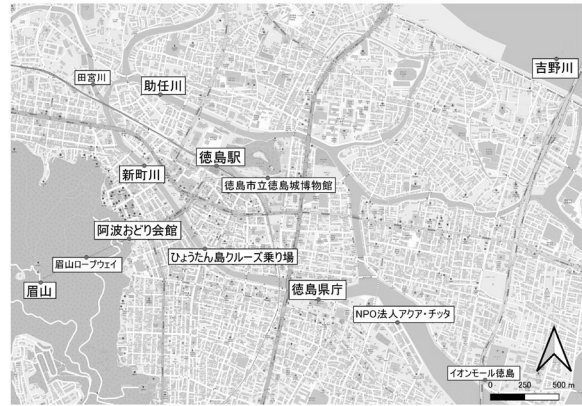 吉野川
田宮川
助任川
徳島駅
新町川
徳島市立徳島城博物館
阿波おどり会館
ひょうたん島クルーズ乗り場
眉山ロープウェイ
眉山
徳島県庁
NPO法人アクア・チッタ
イオンモール徳島
0 250 500 m